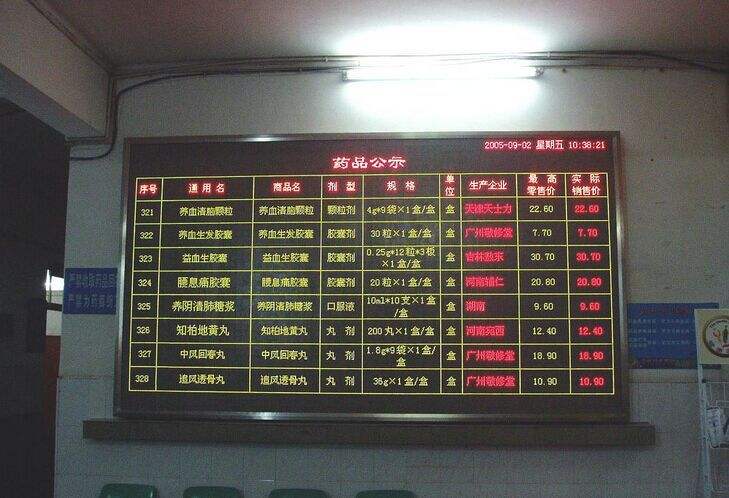 2005-09-02 星期五 10:38:21
药品公示
序号 通用名 商品名 剂型 规格 单位 生产企业 最高零售价 实际销售价
321 养血清脑颗粒 养血清脑颗粒 颗粒剂 4g*9袋×1盒/盒 盒 天津天士力 22.60 22.60
322 养血生发胶囊 养血生发胶囊 胶囊剂 30粒×1盒/盒 盒 广州敬修堂 7.70 7.70
323 益血生胶囊 益血生胶囊 胶囊剂 0.25g*12粒*3板×1盒/盒 盒 吉林敖东 30.70 30.70
324 腰息痛胶囊 腰息痛胶囊 胶囊剂 20粒×1盒/盒 盒 河南辅仁 20.80 20.80
325 养阴清肺糖浆 养阴清肺糖浆 口服液 10ml*10支×1盒/盒 盒 湖南 9.60 9.60
326 知柏地黄丸 知柏地黄丸 丸剂 200丸×1盒/盒 盒 河南宛西 12.40 12.40
327 中风回春丸 中风回春丸 丸剂 1.8g*9袋×1盒/盒 盒 广州敬修堂 18.90 18.90
328 追风透骨丸 追风透骨丸 丸剂 36g×1盒/盒 盒 广州敬修堂 10.90 10.90
严禁收取药品回
严禁为药商